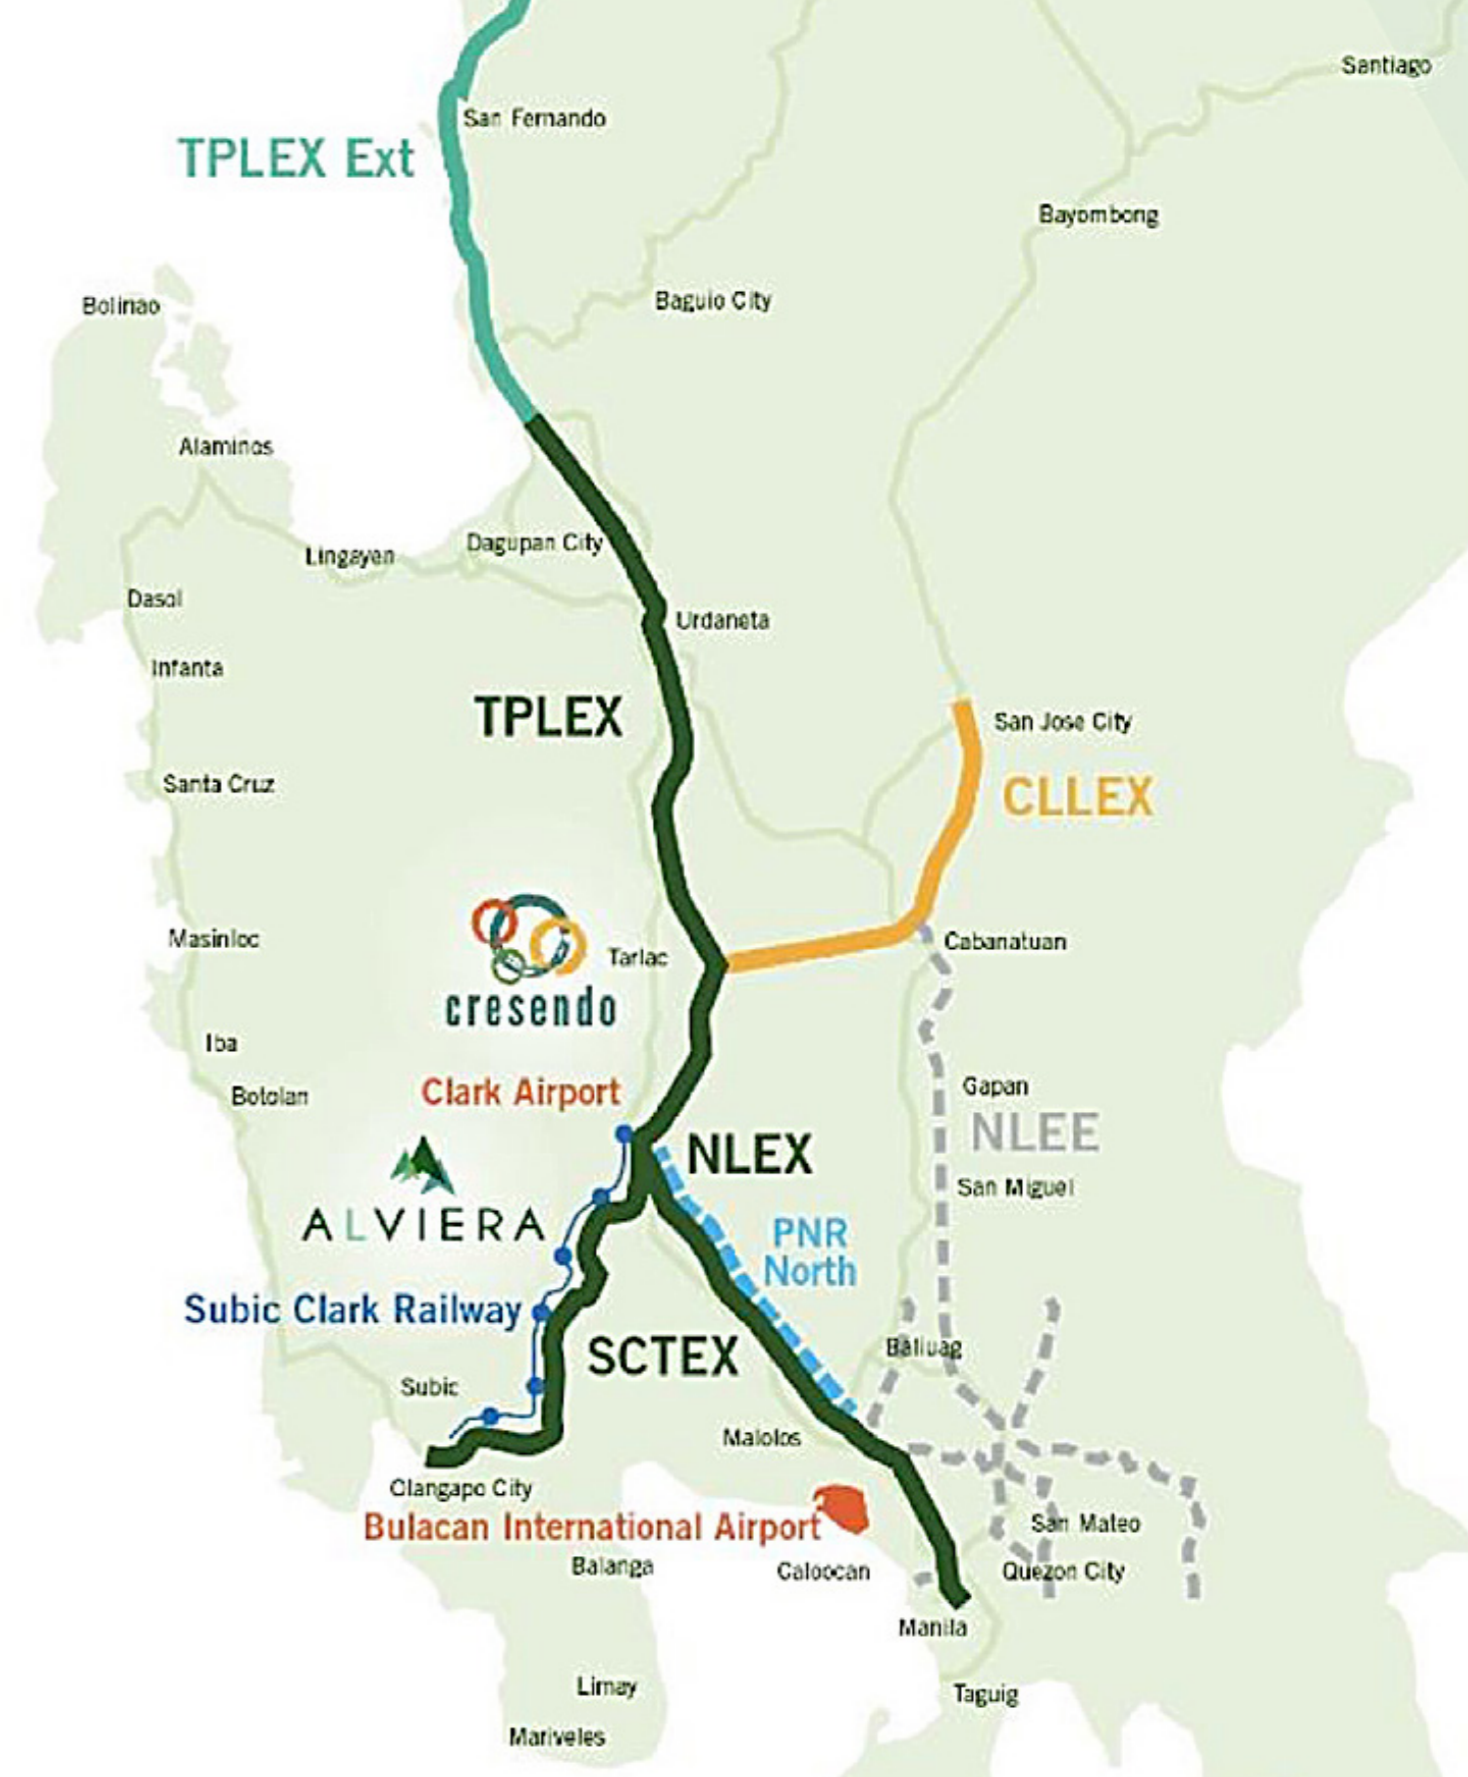 Santiago
San Fernando
TPLEX Ext
Bayombong
Bolinao
Baguio City
Alaminos
Dagupan City
Lingayen
Dasol
Urdaneta
Infanta
TPLEX
San Jose City
Santa Cruz
CLLEX
Masinloc
Cabanatuan
Tarlac
cresendo
Iba
Clark Airport
Gapan
Botolan
NLEE
NLEX
San Miguel
ALVIERA
PNR
North
Subic Clark Railway
Baliuag
SCTEX
Subic
Malolos
Olangapo City
Bulacan International Airport
San Mateo
Balanga
Caloocan
Quezon City
Manila
Limay
Taguig
Mariveles